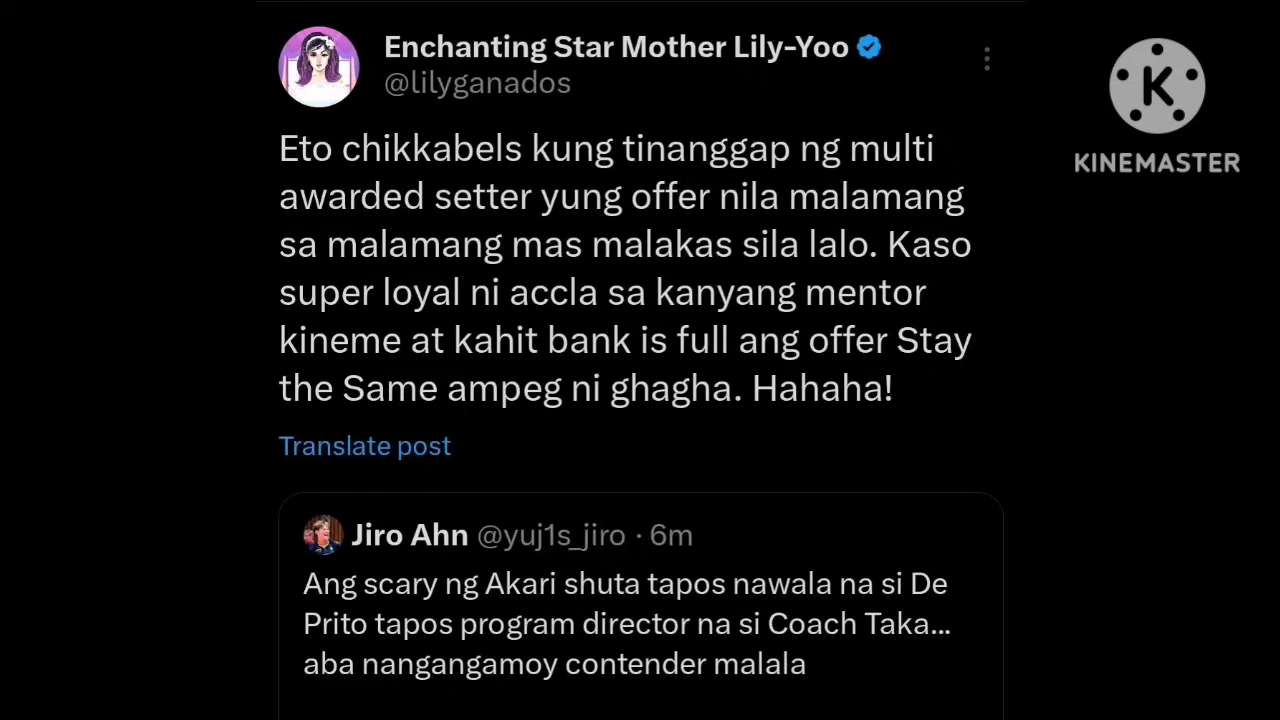 Enchanting Star Mother Lily-Yoo
@lilyganados
K
KINEMASTER
Eto chikkabels kung tinanggap ng multi
awarded setter yung offer nila malamang
sa malamang mas malakas sila lalo. Kaso
super loyal ni accla sa kanyang mentor
kineme at kahit bank is full ang offer Stay
the Same ampeg ni ghagha. Hahaha!
Translate post
Jiro Ahn @yuj1s_jiro · 6m
Ang scary ng Akari shuta tapos nawala na si De
Prito tapos program director na si Coach Taka...
aba nangangamoy contender malala